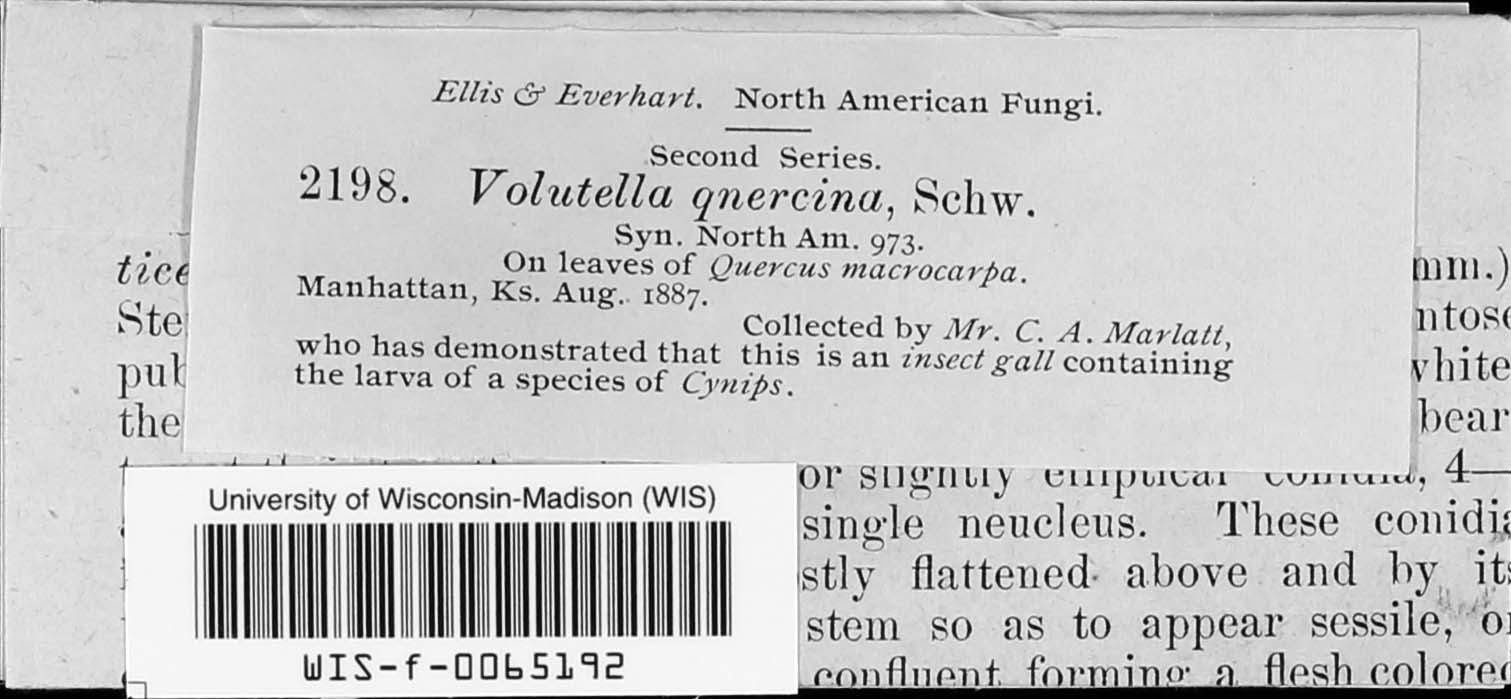 Ellis & Everhart. North American Fungi.
Second Series.
2198. Volutella qnercina, Schw.
Syn. North Am. 973.
On leaves of Quercus macrocarpa.
Manhattan, Ks. Aug. 1887.
Collected by Mr. C. A. Marlatt,
who has demonstrated that this is an insect gall containing
the larva of a species of Cynips.
tice
mm.)
Ste
ntose
pub
white
the
bear
or slightly elliptical conidia, 4—
single neucleus. These conidia
stly flattened above and by its
stem so as to appear sessile, or
confluent forming a flesh colored
University of Wisconsin-Madison (WIS)
WIS-f-0065192